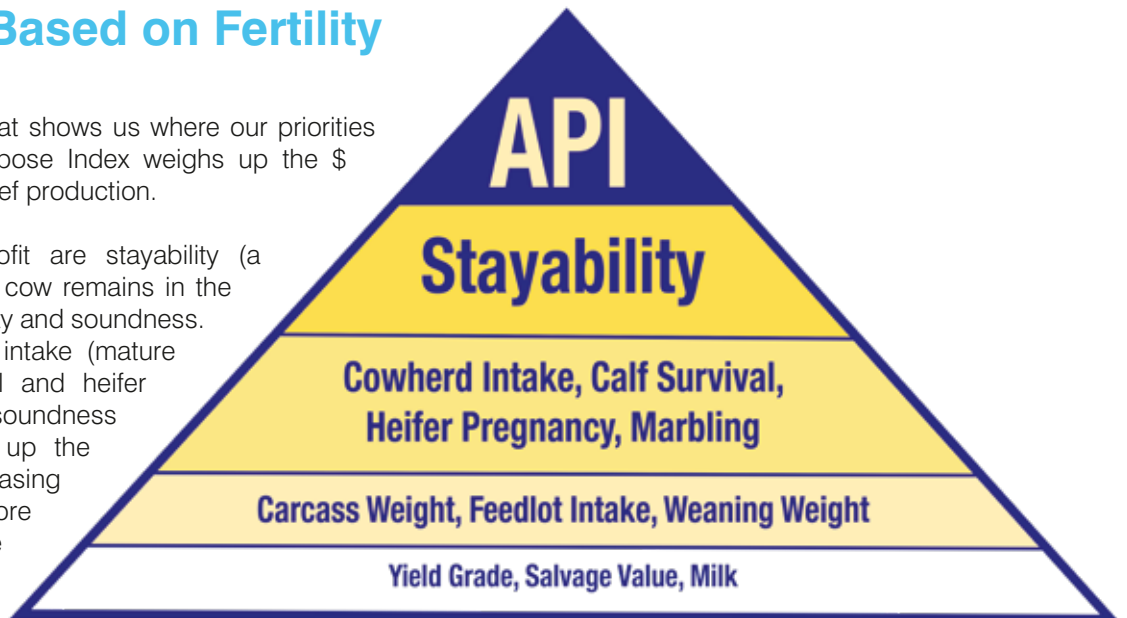 Based on Fertility
at shows us where our priorities
pose Index weighs up the $
ef production.
ofit are stayability (a
cow remains in the
y and soundness.
intake (mature
l and heifer
soundness
up the
asing
ore
API
Stayability
Cowherd Intake, Calf Survival,
Heifer Pregnancy, Marbling
Carcass Weight, Feedlot Intake, Weaning Weight
Yield Grade, Salvage Value, Milk